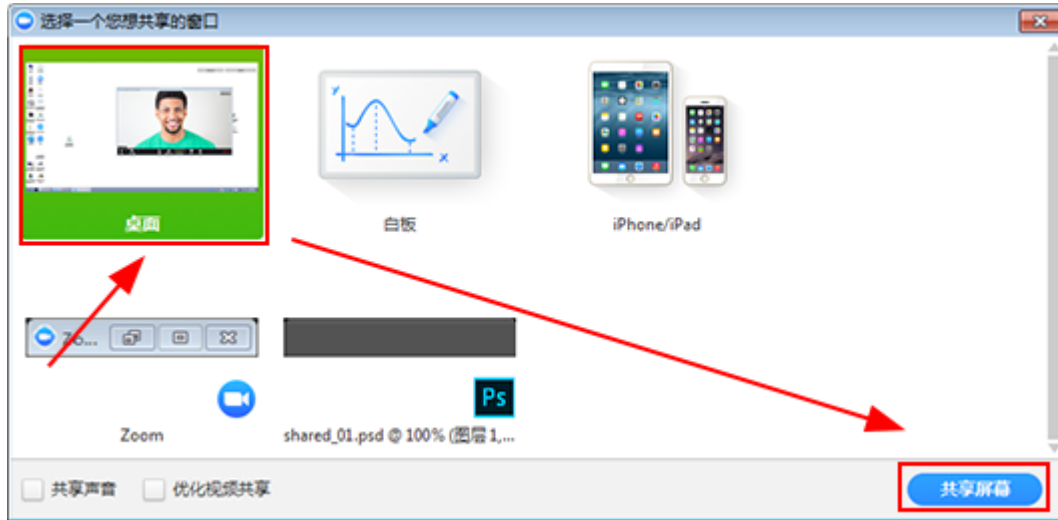 选择一个您想共享的窗口
桌面
白板
iPhone/iPad
y
x
Zo...
Ps
Zoom
shared_01.psd @ 100% (图层 1,...
共享声音
优化视频共享
共享屏幕